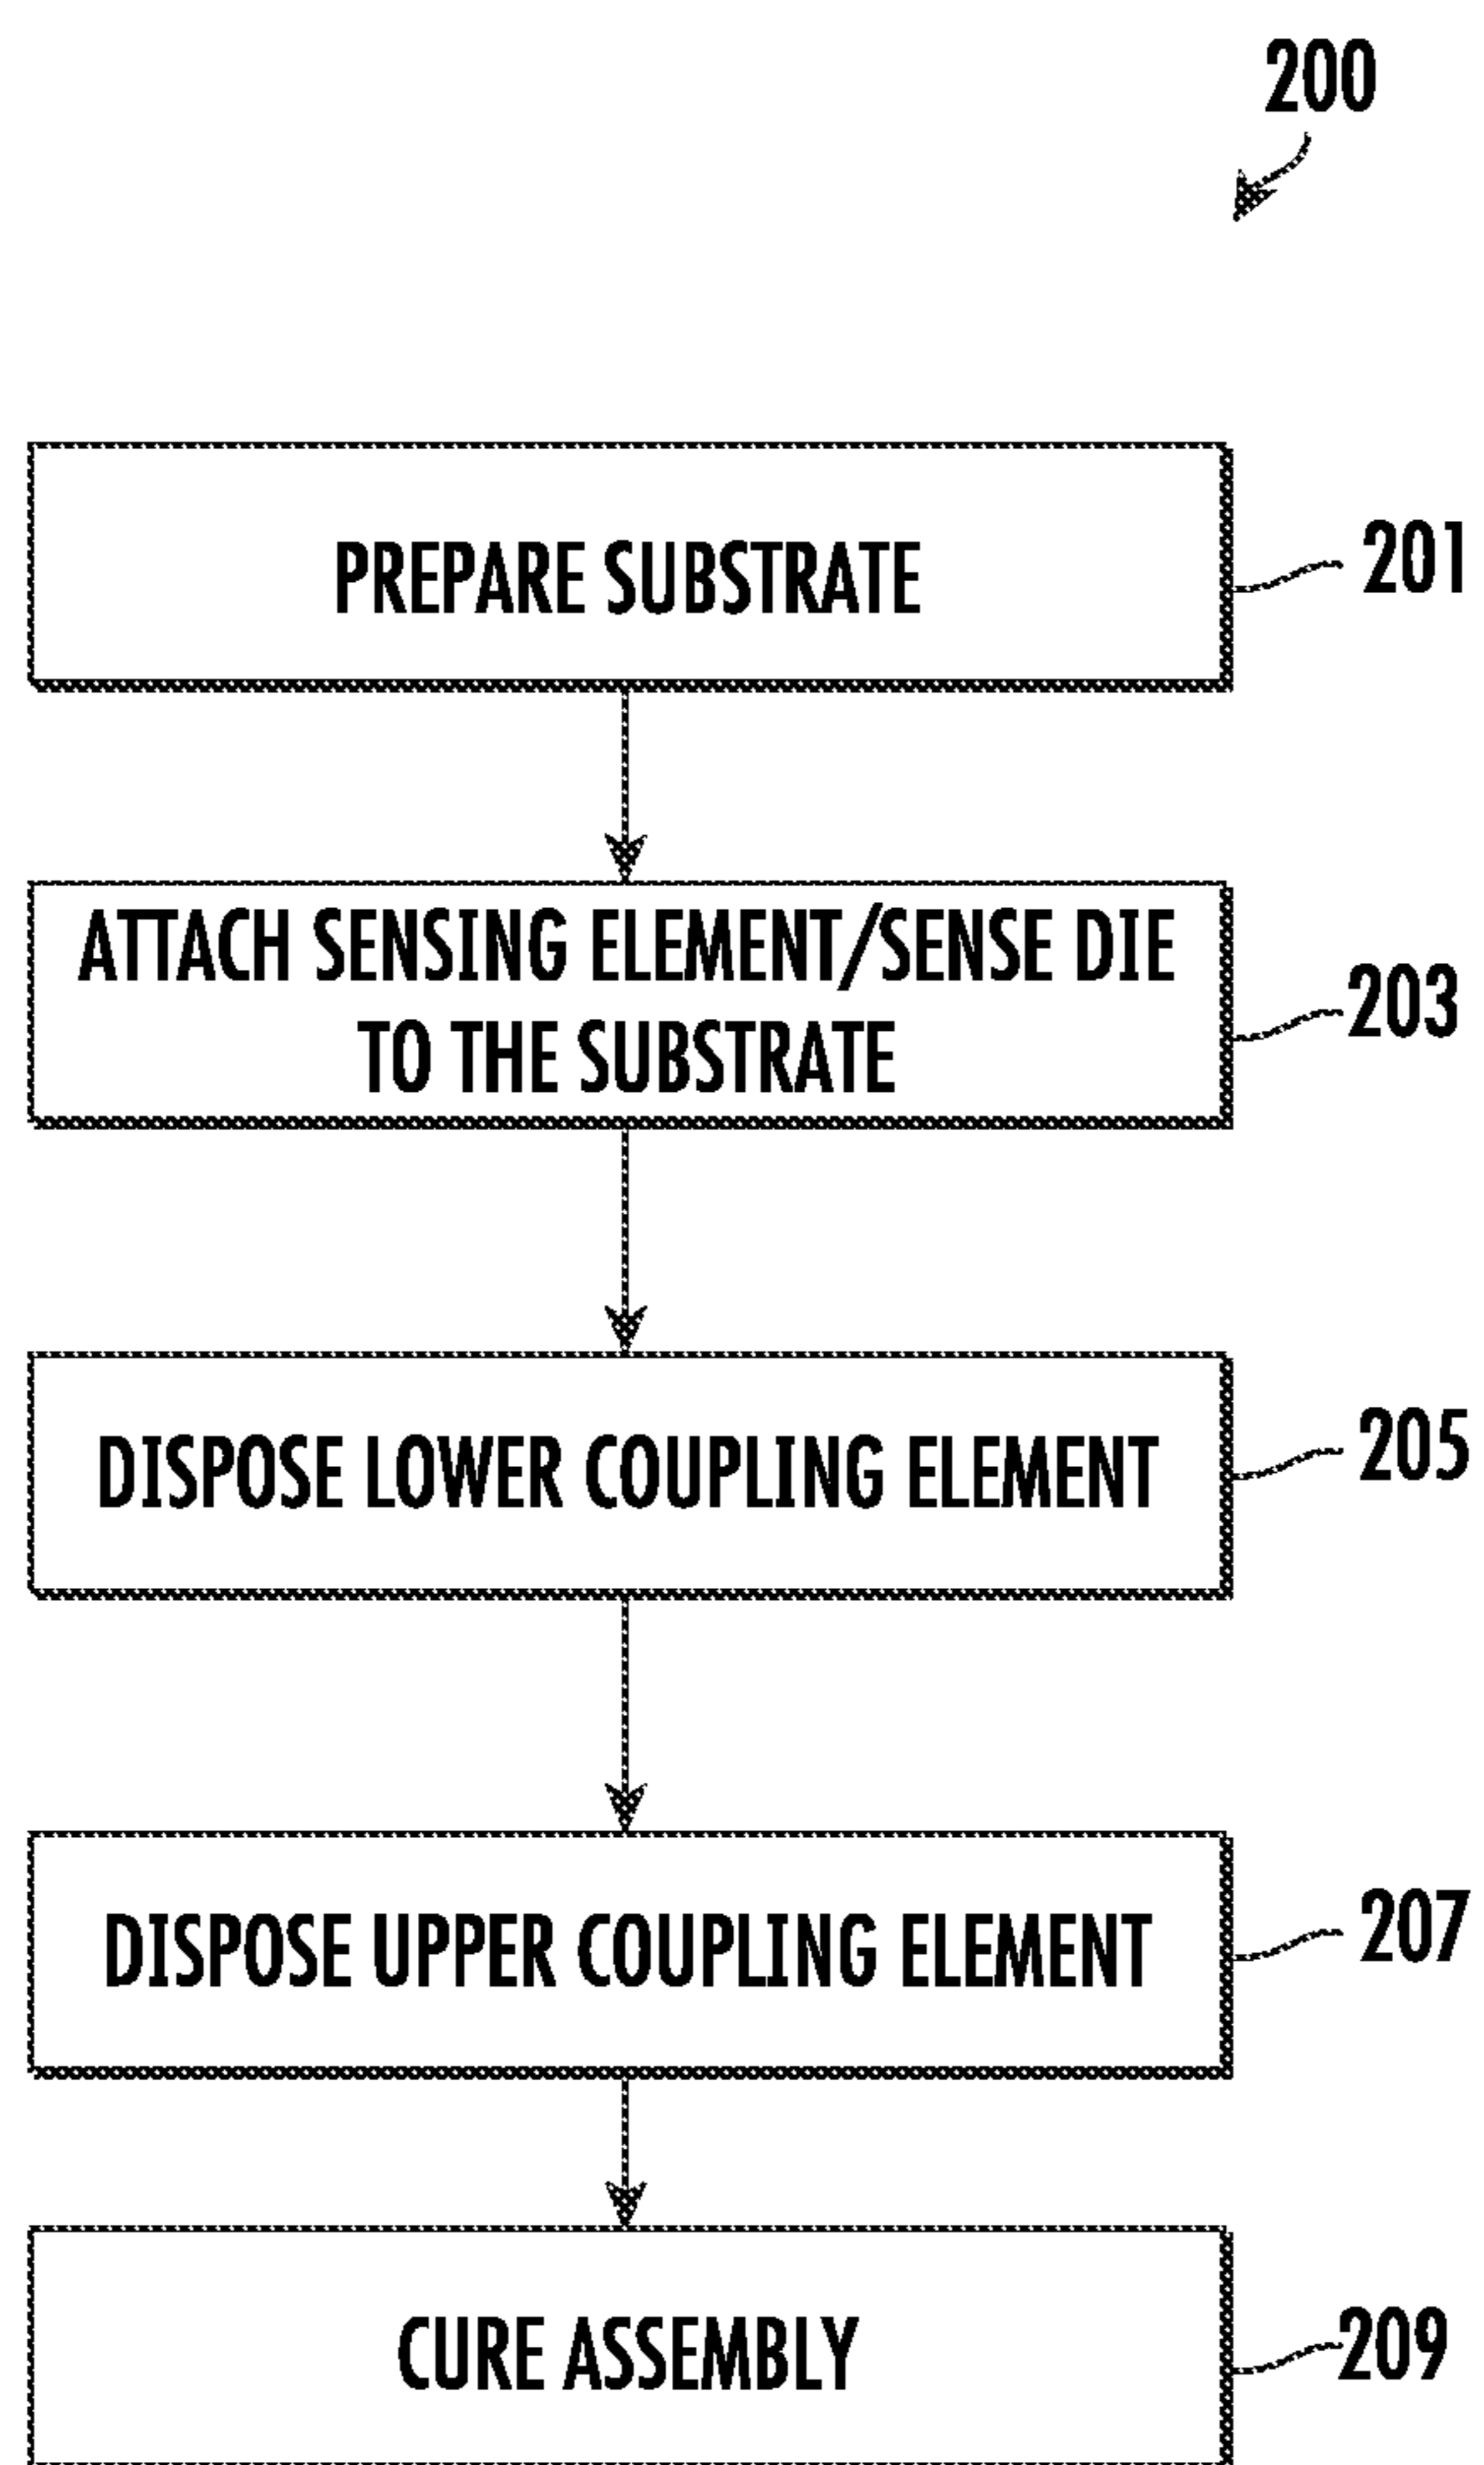 200
PREPARE SUBSTRATE
201
ATTACH SENSING ELEMENT/SENSE DIE
TO THE SUBSTRATE
203
DISPOSE LOWER COUPLING ELEMENT
205
DISPOSE UPPER COUPLING ELEMENT
207
CURE ASSEMBLY
209